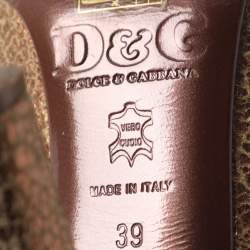 D&G
DOLCE & GABBANA
VERO
CUOIO
MADE IN ITALY
39